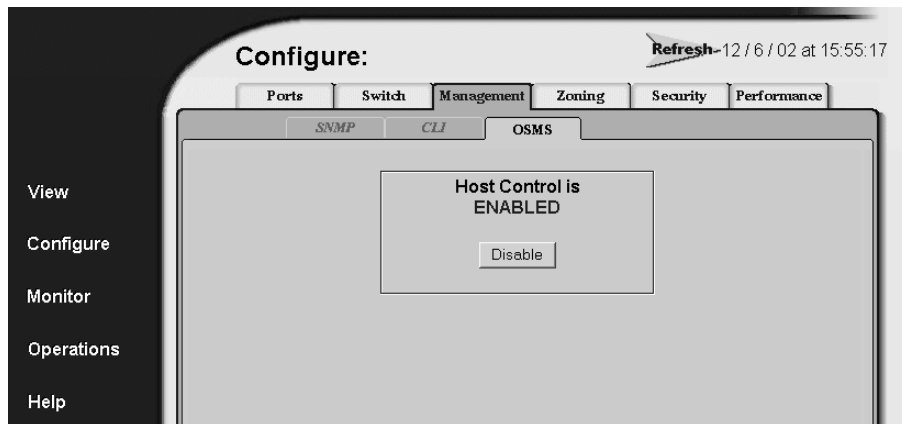 Configure:
Refresh-12 / 6 / 02 at 15:55:17
Ports Switch Management Zoning Security Performance
SNMP CLI OSMS
Host Control is
ENABLED
Disable
View
Configure
Monitor
Operations
Help